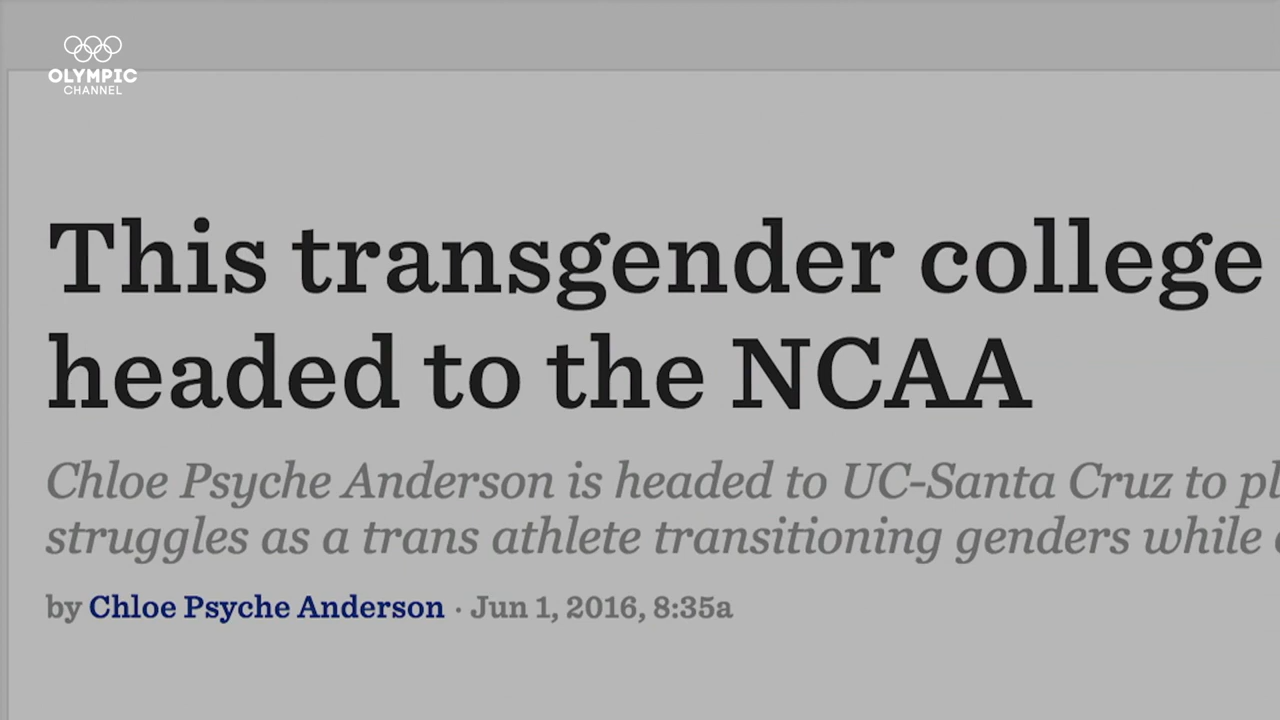 OLYMPIC
CHANNEL
This transgender college
headed to the NCAA
Chloe Psyche Anderson is headed to UC-Santa Cruz to
struggles as a trans athlete transitioning genders while
by Chloe Psyche Anderson · Jun 1, 2016, 8:35a